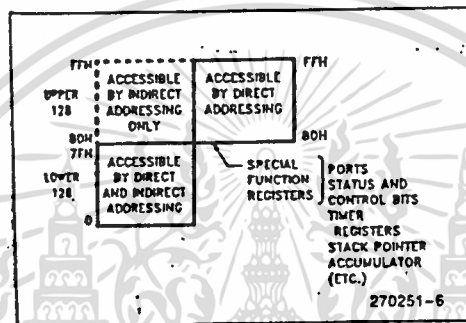 FFH
FFH
UPPER
128
ACCESSIBLE
BY INDIRECT
ADDRESSING
ONLY
ACCESSIBLE
BY DIRECT
ADDRESSING
80H
80H
7FH
LOWER
128
ACCESSIBLE
BY DIRECT
AND INDIRECT
ADDRESSING
0
SPECIAL
FUNCTION
REGISTERS
PORTS
STATUS AND
CONTROL BITS
TIMER
REGISTERS
STACK POINTER
ACCUMULATOR
(ETC.)
270251-6